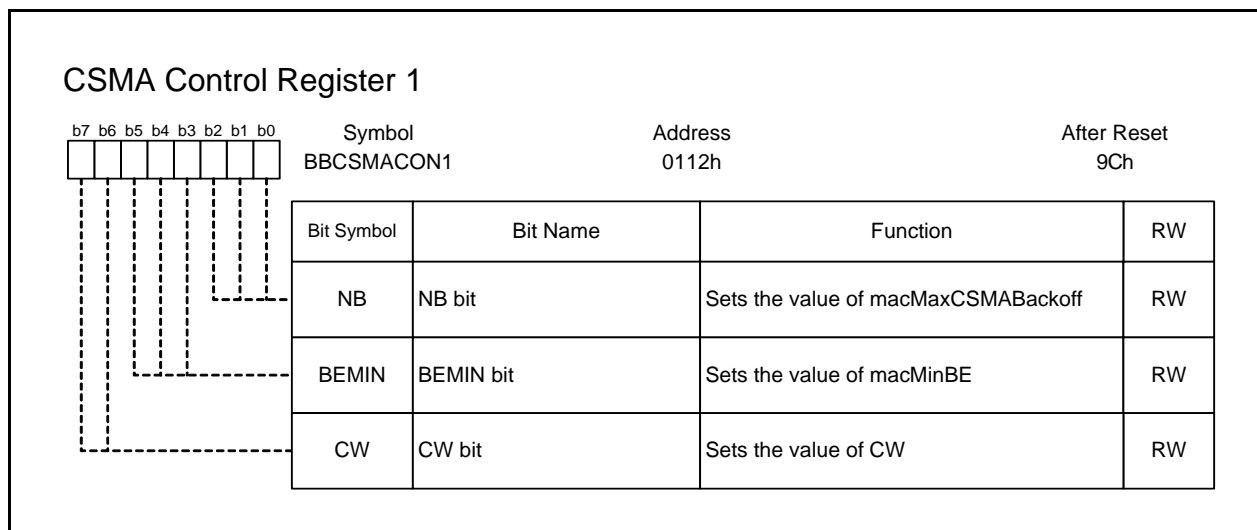 CSMA Control Register 1
b7 b6 b5 b4 b3 b2 b1 b0
Symbol Address After Reset
BBCSMACON1 0112h 9Ch
Bit Symbol Bit Name Function RW
NB NB bit Sets the value of macMaxCSMABackoff RW
BEMIN BEMIN bit Sets the value of macMinBE RW
CW CW bit Sets the value of CW RW